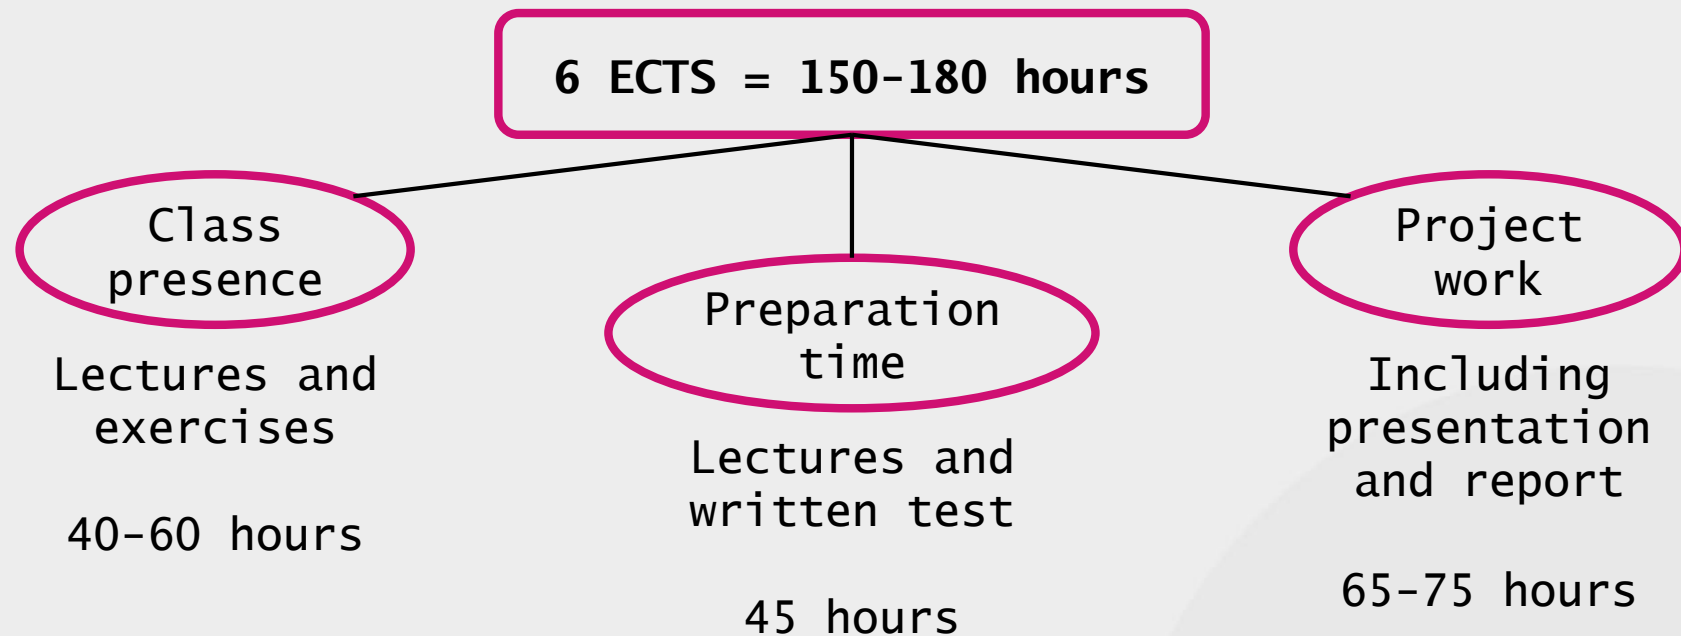 6 ECTS = 150-180 hours
Class
presence
Lectures and
exercises
40-60 hours
Preparation
time
Lectures and
written test
45 hours
Project
work
Including
presentation
and report
65-75 hours